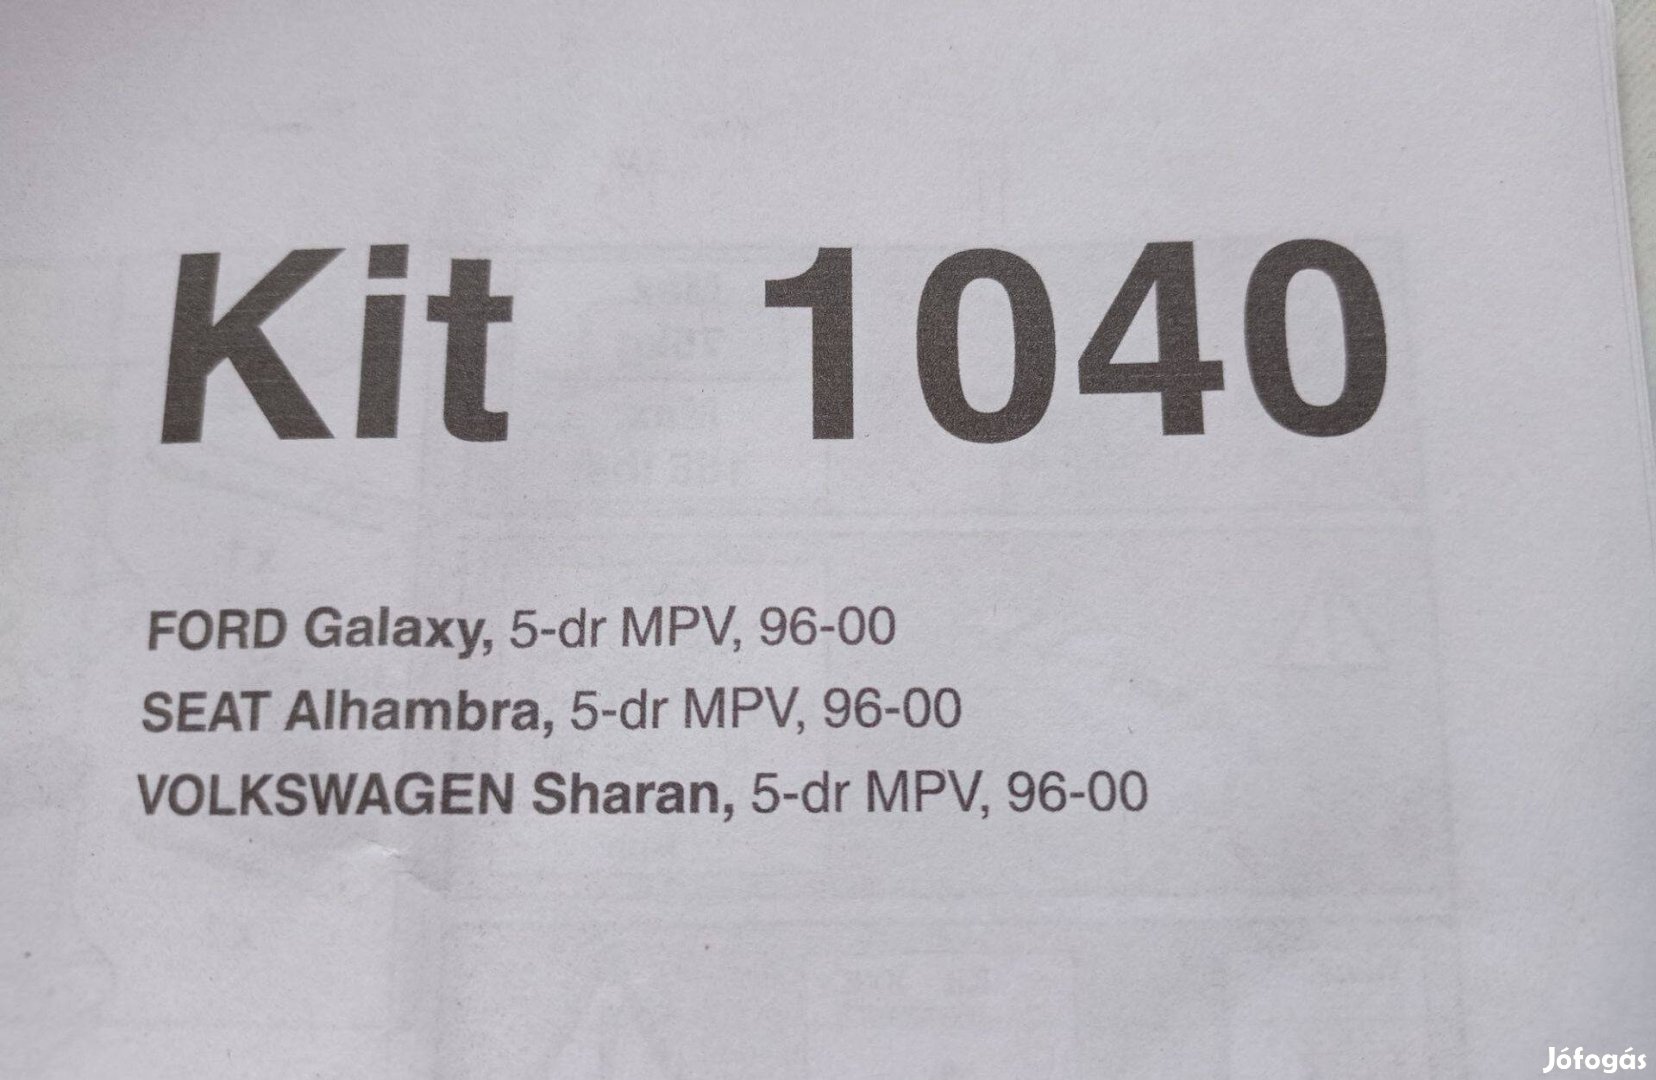 Kit 1040
FORD Galaxy, 5-dr MPV, 96-00
SEAT Alhambra, 5-dr MPV, 96-00
VOLKSWAGEN Sharan, 5-dr MPV, 96-00
Jófogás